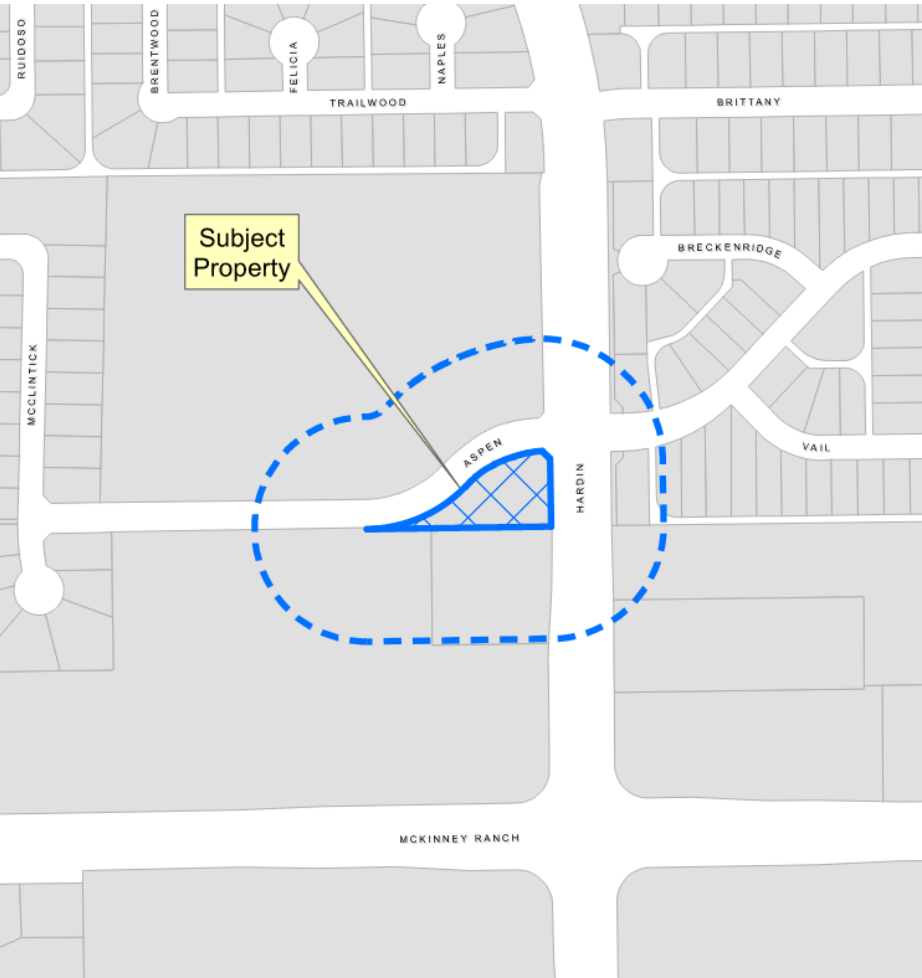 RUIDOSO
BRENTWOOD
FELICIA
NAPLES
TRAILWOOD
BRITTANY
Subject
Property
BRECKENRIDGE
MCCLINTICK
ASPEN
HARDIN
VAIL
MCKINNEY RANCH